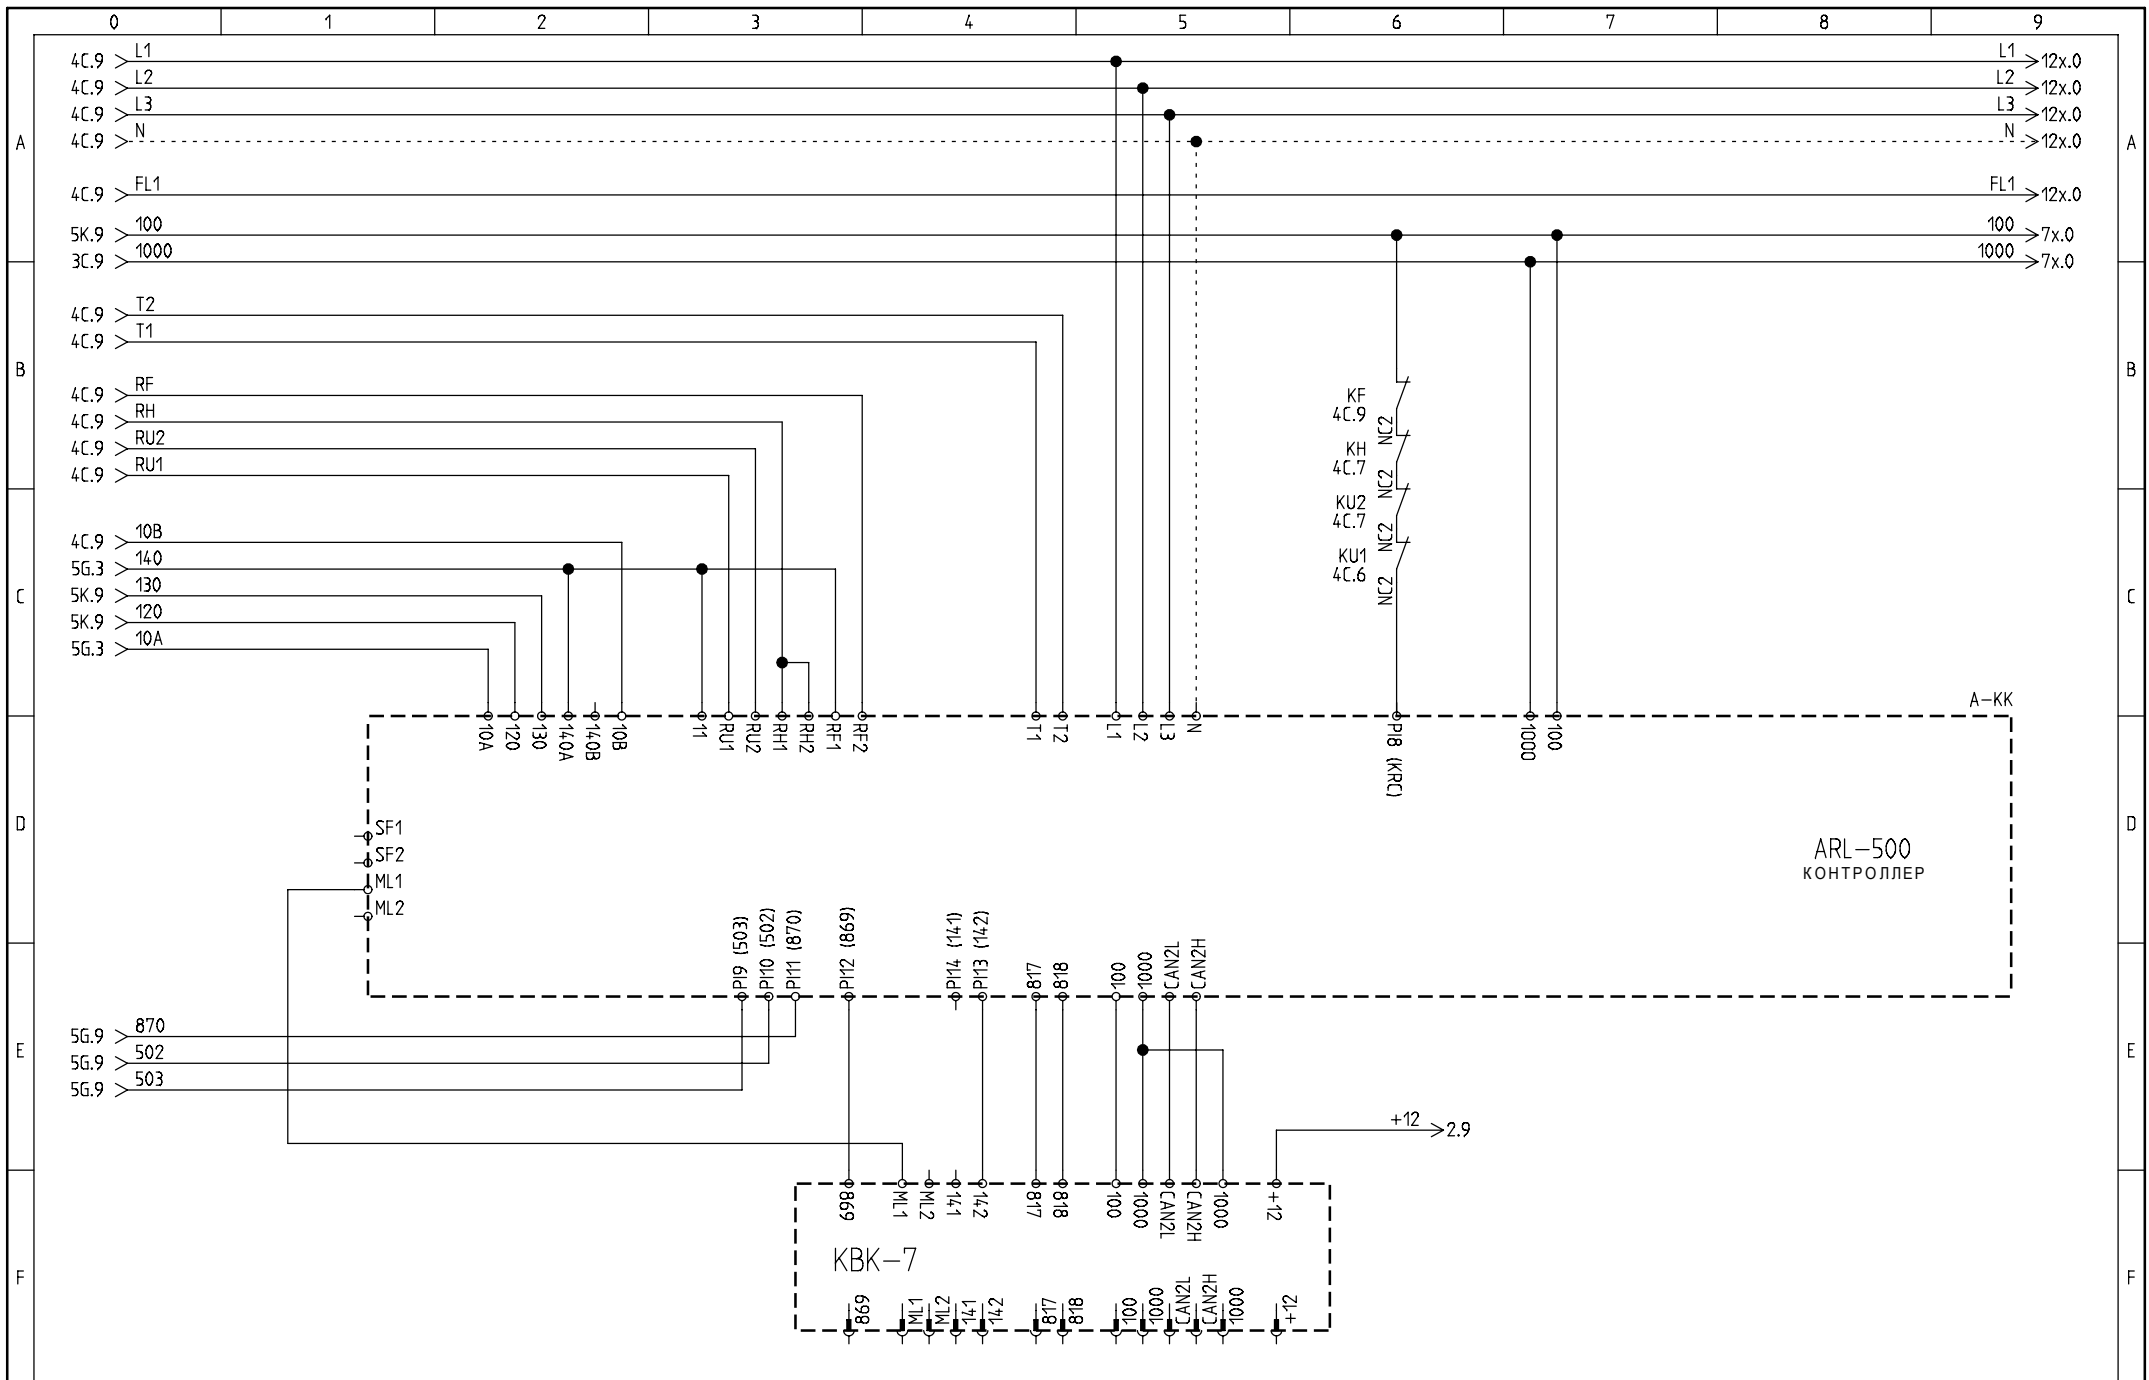 0 1 2 3 4 5 6 7 8 9
4C.9 L1 L1 12x.0
4C.9 L2 L2 12x.0
4C.9 L3 L3 12x.0
A 4C.9 N N 12x.0 A
4C.9 FL1 FL1 12x.0
5K.9 100 100 7x.0
3C.9 1000 1000 7x.0
4C.9 T2
4C.9 T1
B B
4C.9 RF
4C.9 RH
4C.9 RU2
4C.9 RU1
KF
4C.9 NC2
KH
4C.7 NC2
KU2
4C.7 NC2
KU1
4C.6 NC2
4C.9 10B
5G.3 140
C 5K.9 130 C
5K.9 120
5G.3 10A
A-KK
10A 120 130 140A 140B 10B 11 RU1 RU2 RH1 RH2 RF1 RF2 T1 T2 L1 L2 L3 N PI8 (KRC) 1000 100
D D
SF1
SF2
ML1
ML2
ARL-500
КОНТРОЛЛЕР
PI9 (503) PI10 (502) PI11 (870) PI12 (869) PI14 (141) PI13 (142) 817 818 100 1000 CAN2L CAN2H
5G.9 870
E 5G.9 502 E
5G.9 503
+12 2.9
869 ML1 ML2 141 142 817 818 100 1000 CAN2L CAN2H 1000 +12
KBK-7
F F
869 ML1 ML2 141 142 817 818 100 1000 CAN2L CAN2H 1000 +12